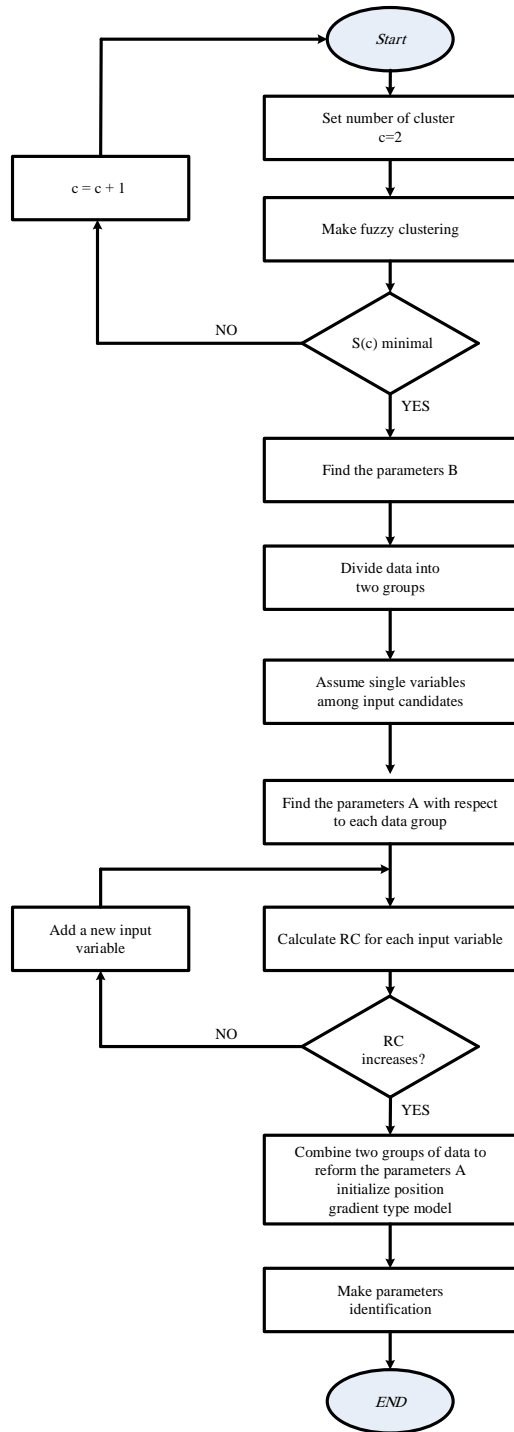 Start
Set number of cluster
c=2
c = c + 1
Make fuzzy clustering
NO
S(c) minimal
YES
Find the parameters B
Divide data into
two groups
Assume single variables
among input candidates
Find the parameters A with respect
to each data group
Add a new input
variable
Calculate RC for each input variable
NO
RC
increases?
YES
Combine two groups of data to
reform the parameters A
initialize position
gradient type model
Make parameters
identification
END